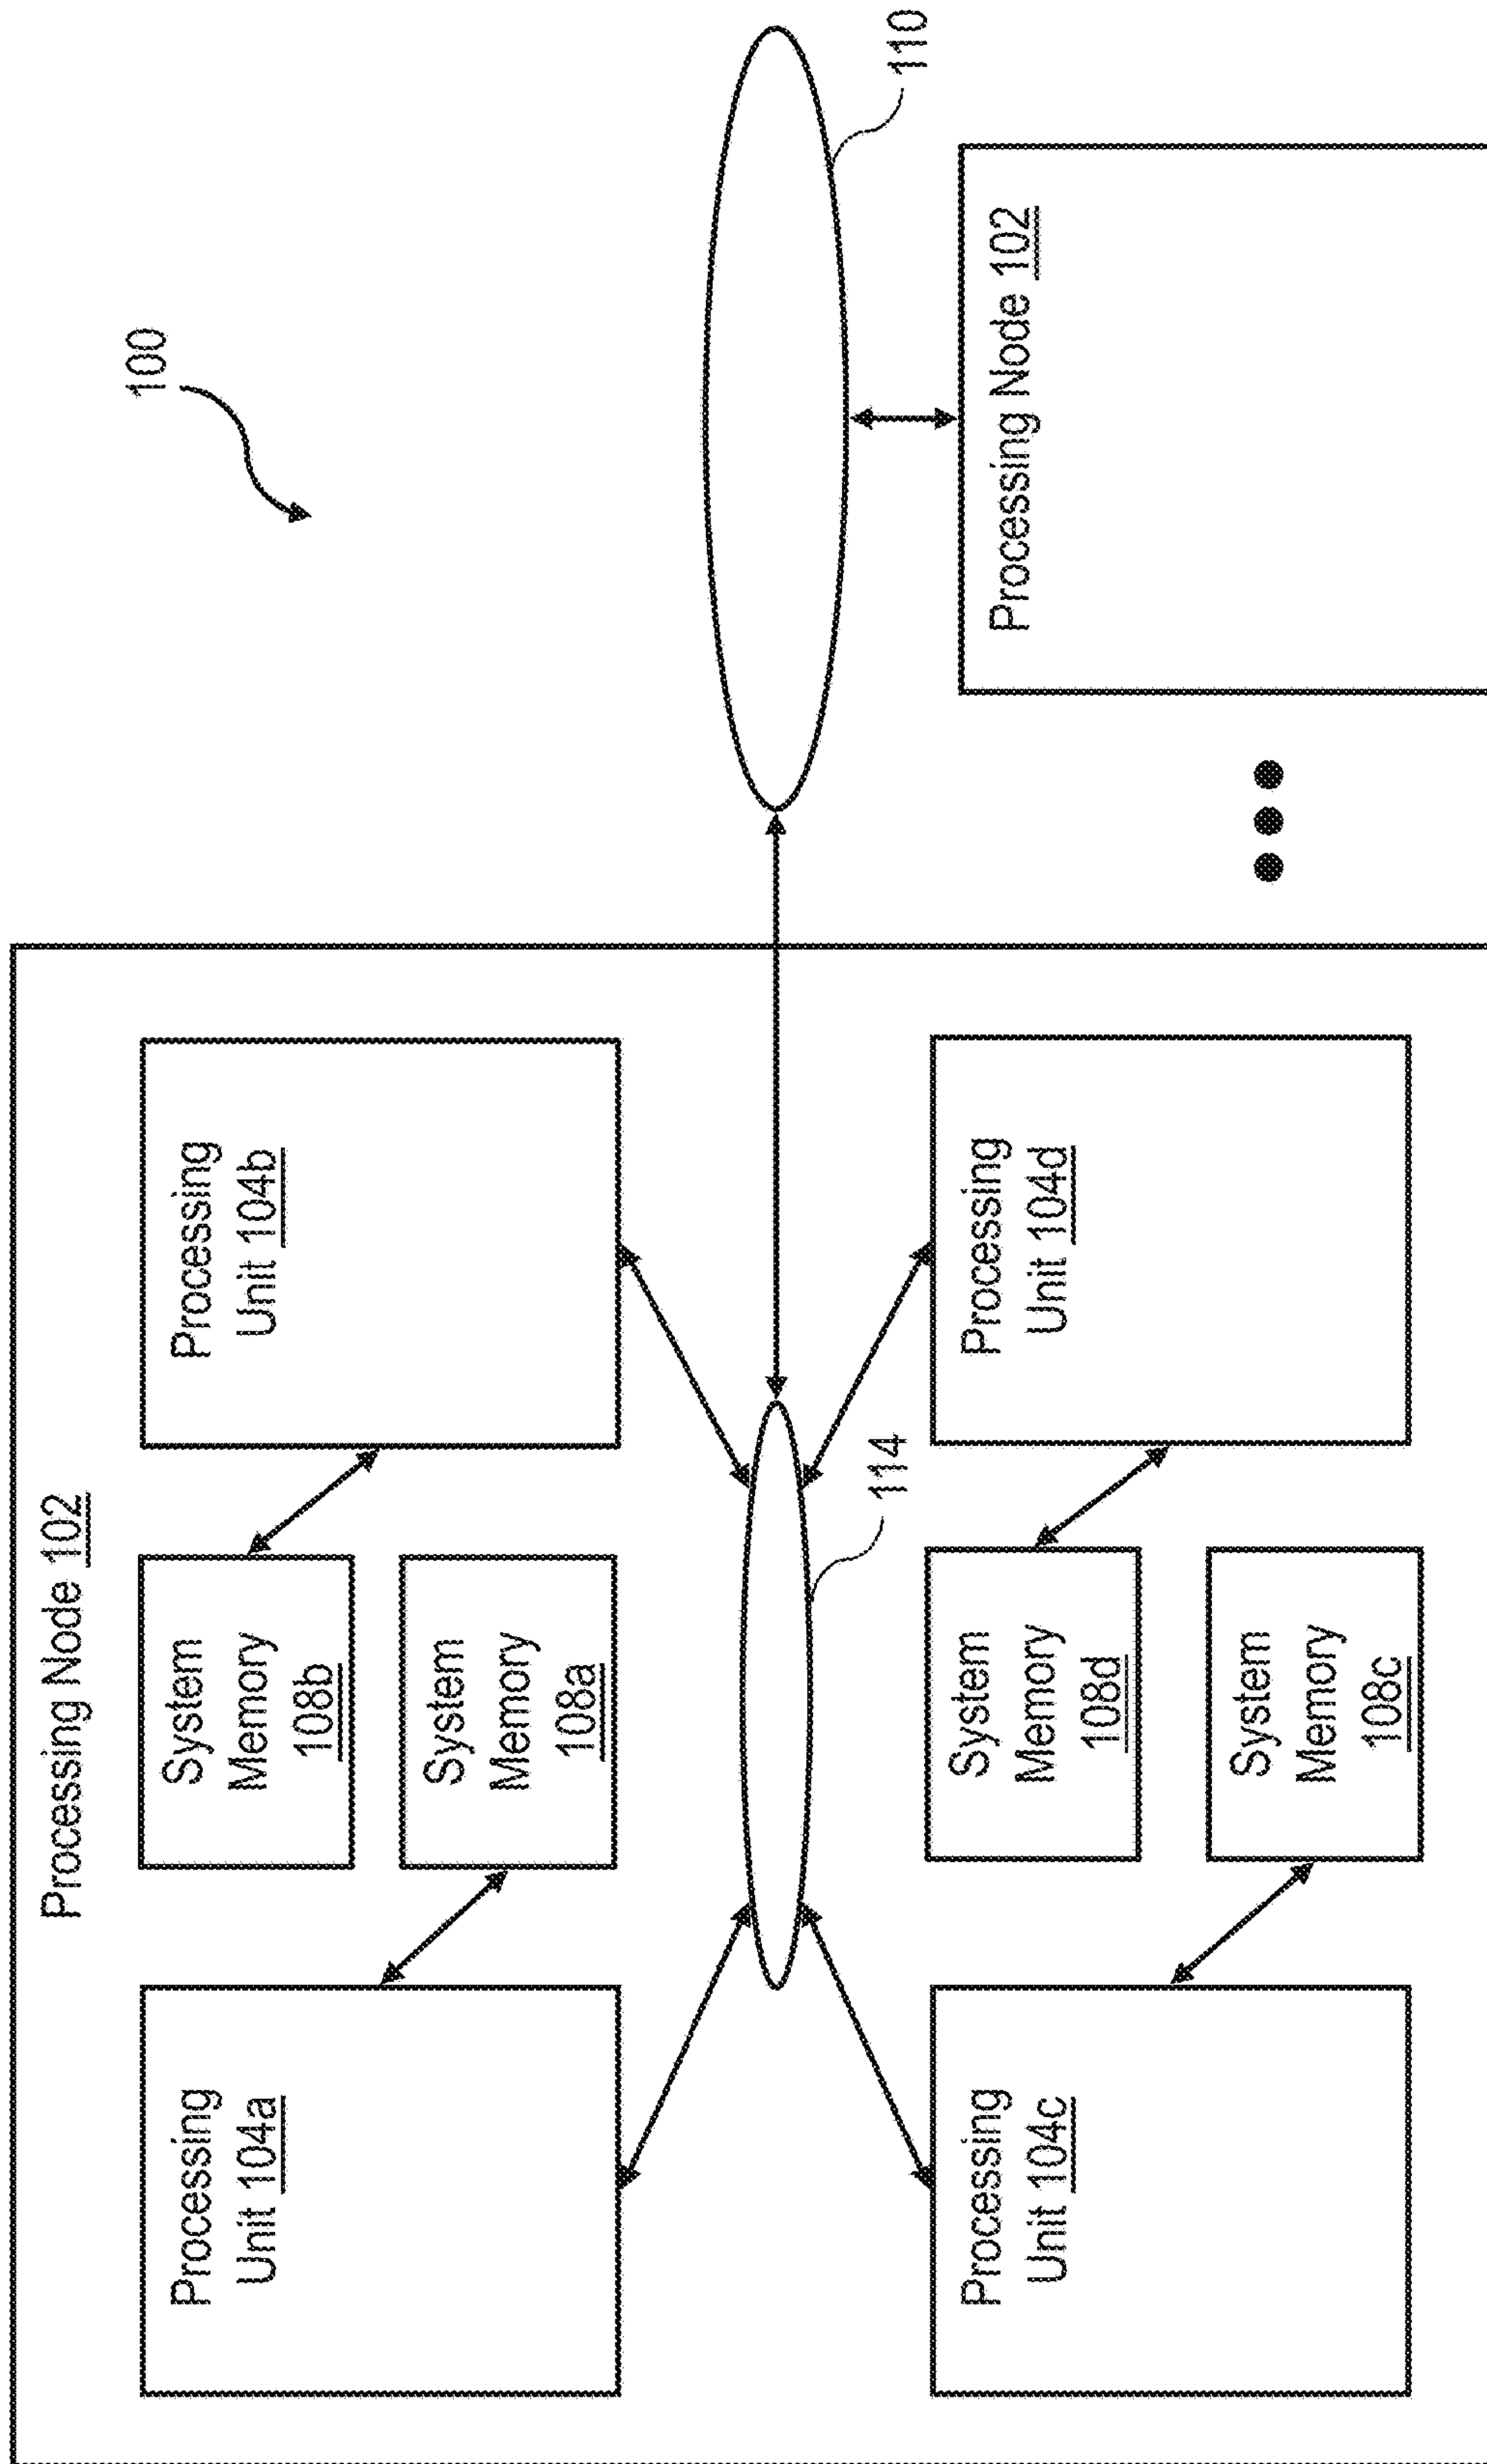 100
Processing Node 102
Processing
Unit 104a
System
Memory
108b
System
Memory
108a
Processing
Unit 104b
114
110
Processing
Unit 104c
System
Memory
108d
System
Memory
108c
Processing
Unit 104d
Processing Node 102